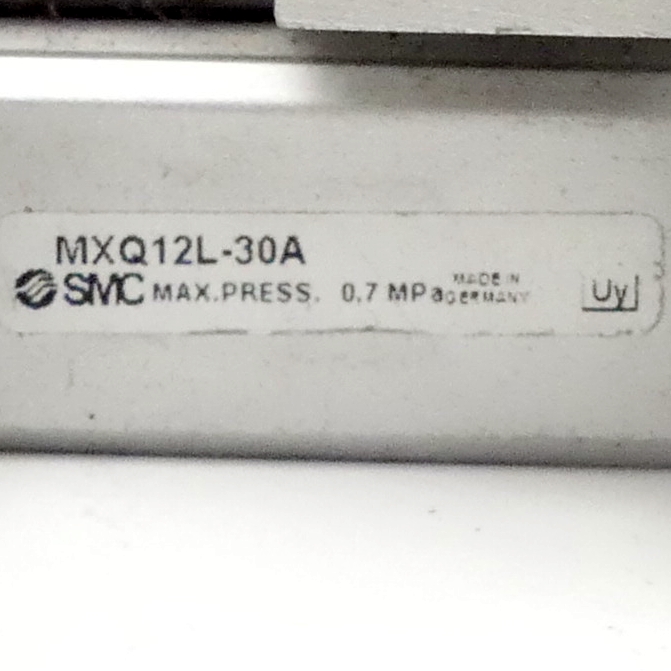 MXQ12L-30A
SMC MAX.PRESS. 0.7 MPa MADE IN GERMANY
Uy